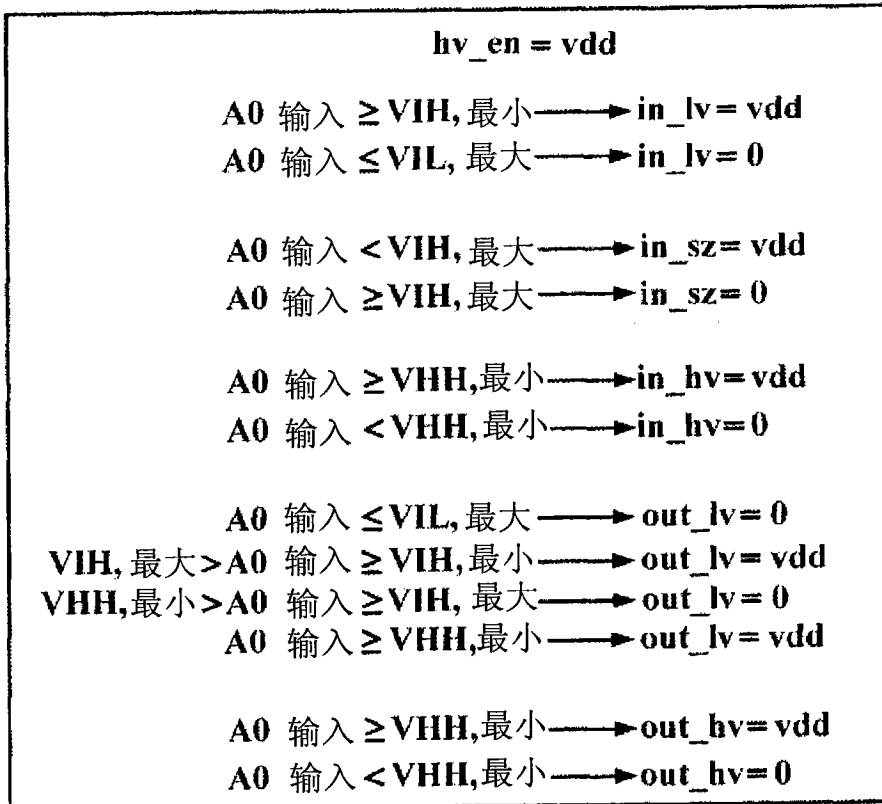 hv_en = vdd
A0 输入 ≥ VIH, 最小 → in_lv = vdd
A0 输入 ≤ VIL, 最大 → in_lv = 0
A0 输入 < VIH, 最大 → in_sz = vdd
A0 输入 ≥ VIH, 最大 → in_sz = 0
A0 输入 ≥ VHH, 最小 → in_hv = vdd
A0 输入 < VHH, 最小 → in_hv = 0
A0 输入 ≤ VIL, 最大 → out_lv = 0
VIH, 最大 > A0 输入 ≥ VIH, 最小 → out_lv = vdd
VHH, 最小 > A0 输入 ≥ VIH, 最大 → out_lv = 0
A0 输入 ≥ VHH, 最小 → out_lv = vdd
A0 输入 ≥ VHH, 最小 → out_hv = vdd
A0 输入 < VHH, 最小 → out_hv = 0